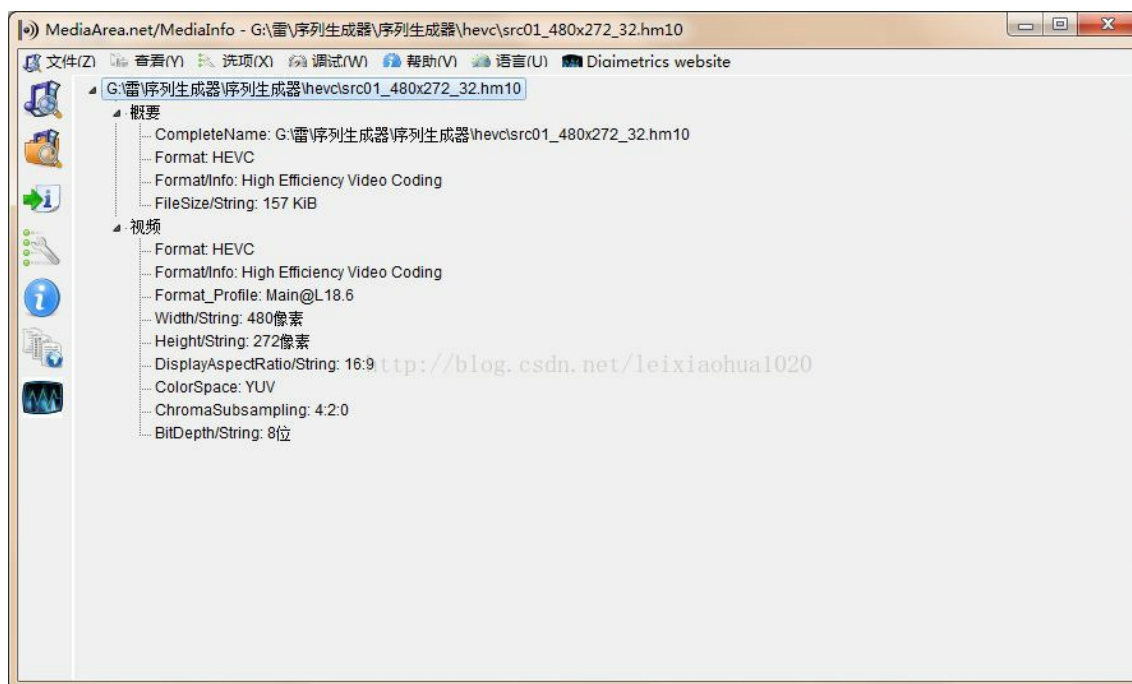 MediaArea.net/MediaInfo - G:\雷\序列生成器\序列生成器\hevc\src01_480x272_32.hm10
文件(Z) 查看(Y) 选项(X) 调试(W) 帮助(V) 语言(U) Digimetrics website
G:\雷\序列生成器\序列生成器\hevc\src01_480x272_32.hm10
概要
CompleteName: G:\雷\序列生成器\序列生成器\hevc\src01_480x272_32.hm10
Format: HEVC
Format/Info: High Efficiency Video Coding
FileSize/String: 157 KiB
视频
Format: HEVC
Format/Info: High Efficiency Video Coding
Format_Profile: Main@L18.6
Width/String: 480像素
Height/String: 272像素
DisplayAspectRatio/String: 16:9
http://blog.csdn.net/leixiaohua1020
ColorSpace: YUV
ChromaSubsampling: 4:2:0
BitDepth/String: 8位